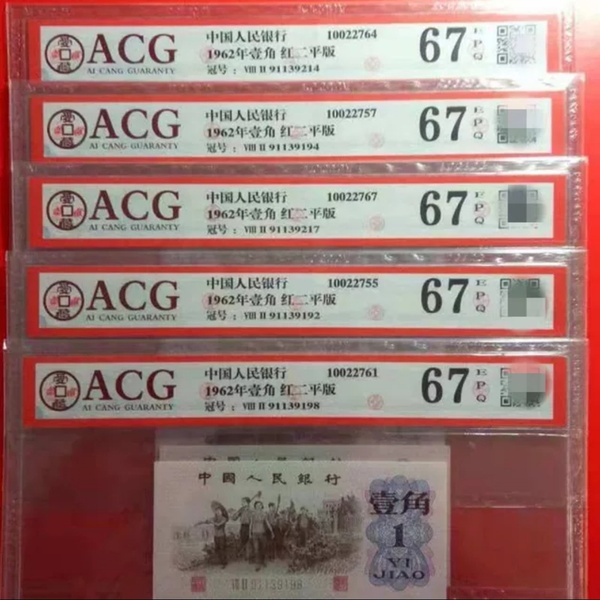 ACG
AI CANG GUARANTY
中国人民银行 10022764
1962年壹角 红二平版
冠号：VIII II 91139214
67 EPQ
ACG
AI CANG GUARANTY
中国人民银行 10022757
1962年壹角 红二平版
冠号：VIII II 91139194
67 EPQ
ACG
AI CANG GUARANTY
中国人民银行 10022767
1962年壹角 红二平版
冠号：VIII II 91139217
67 EPQ
ACG
AI CANG GUARANTY
中国人民银行 10022755
1962年壹角 红二平版
冠号：VIII II 91139192
67 EPQ
ACG
AI CANG GUARANTY
中国人民银行 10022761
1962年壹角 红二平版
冠号：VIII II 91139198
67 EPQ
中國人民銀行
壹角
1
YI
JIAO
VIII II 91139198